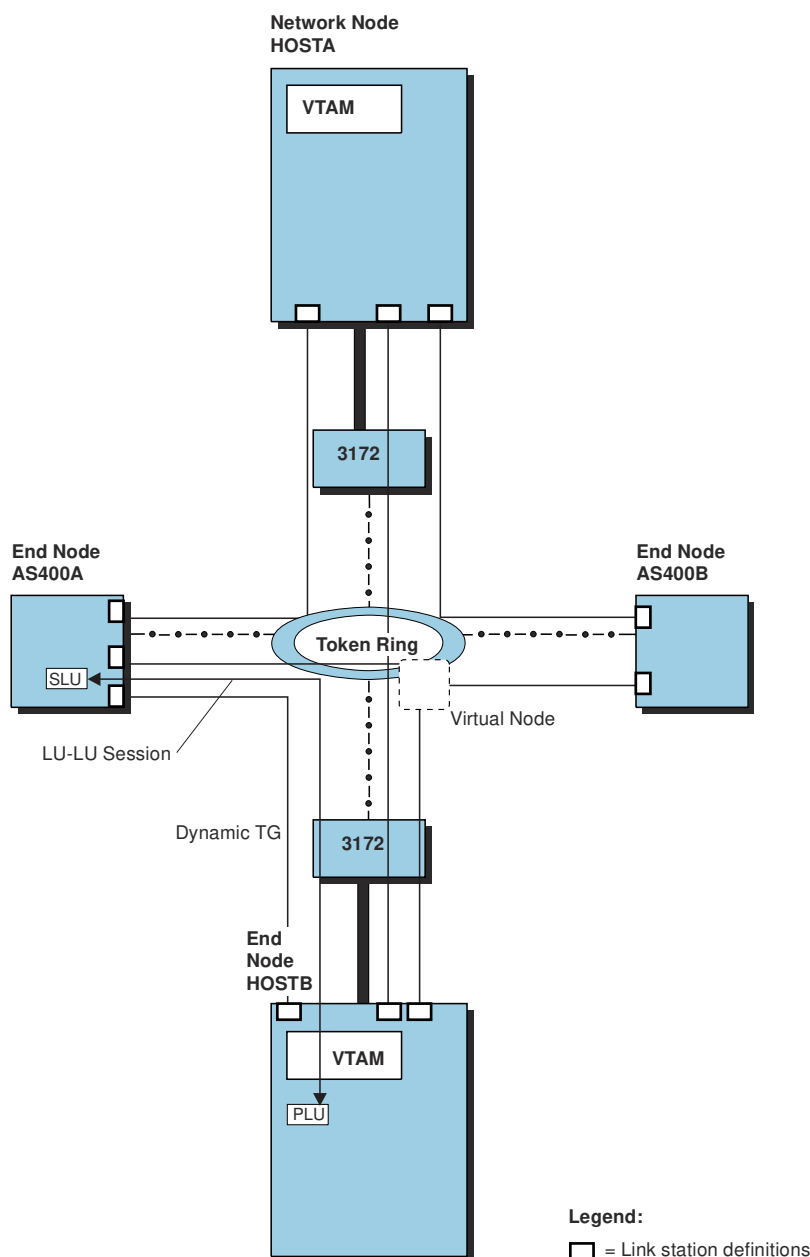 Network Node
HOSTA
VTAM
3172
End Node
AS400A
End Node
AS400B
Token Ring
SLU
Virtual Node
LU-LU Session
Dynamic TG
3172
End
Node
HOSTB
VTAM
PLU
Legend:
= Link station definitions